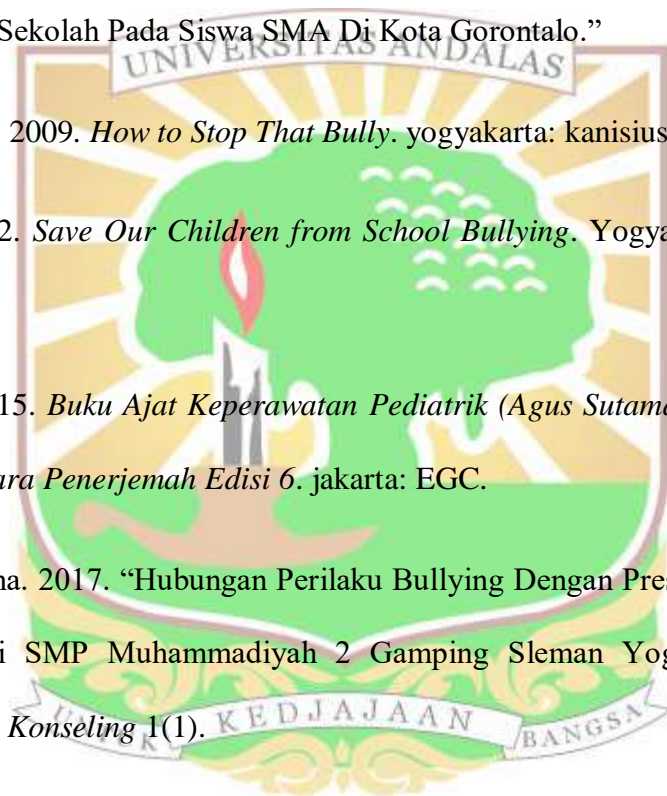 Sekolah Pada Siswa SMA Di Kota Gorontalo.”
UNIVERSITAS ANDALAS
2009. How to Stop That Bully. yogyakarta: kanisius
2. Save Our Children from School Bullying. Yogya
15. Buku Ajat Keperawatan Pediatrik (Agus Sutama
ara Penerjemah Edisi 6. jakarta: EGC.
na. 2017. “Hubungan Perilaku Bullying Dengan Pres
i SMP Muhammadiyah 2 Gamping Sleman Yog
Konseling 1(1).
UNTUK KEDJAJAAN BANGSA